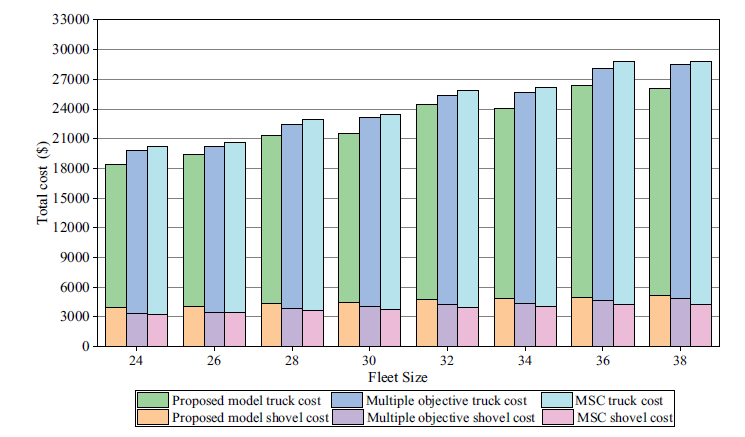 33000
30000
27000
24000
21000
18000
15000
12000
9000
6000
3000
0
Total cost ($)
24 26 28 30 32 34 36 38
Fleet Size
Proposed model truck cost Multiple objective truck cost MSC truck cost
Proposed model shovel cost Multiple objective shovel cost MSC shovel cost